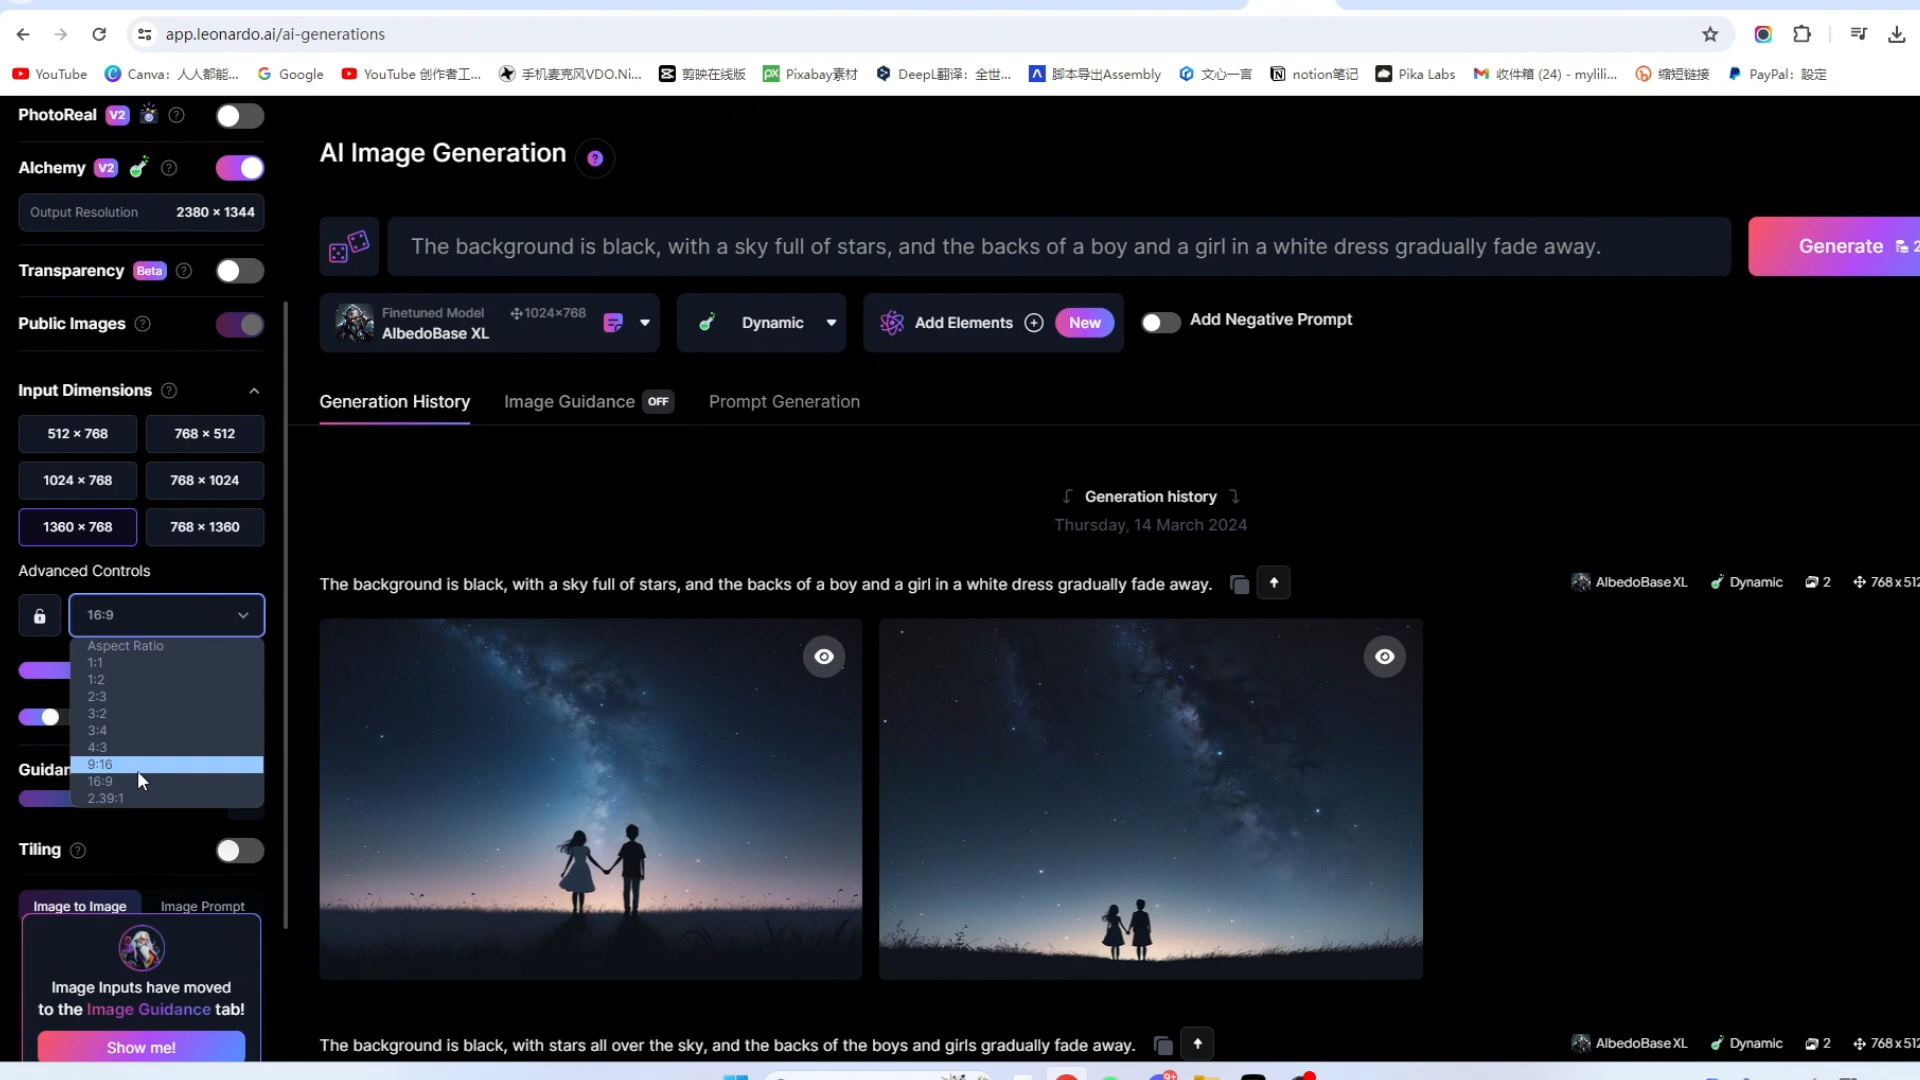 app.leonardo.ai/ai-generations
YouTube
Canva：人人都能...
Google
YouTube 创作者工...
手机麦克风VDO.Ni...
剪映在线版
Pixabay素材
DeepL翻译：全世...
脚本导出Assembly
文心一言
notion笔记
Pika Labs
收件箱 (24) - mylili...
缩短链接
PayPal：設定
PhotoReal V2
Alchemy V2
Output Resolution 2380 × 1344
Transparency Beta
Public Images
Input Dimensions
512 × 768 768 × 512
1024 × 768 768 × 1024
1360 × 768 768 × 1360
Advanced Controls
16:9
Aspect Ratio
1:1
1:2
2:3
3:2
3:4
4:3
9:16
16:9
2.39:1
Tiling
Image to Image Image Prompt
Image Inputs have moved
to the Image Guidance tab!
Show me!
AI Image Generation
The background is black, with a sky full of stars, and the backs of a boy and a girl in a white dress gradually fade away.
Generate
Finetuned Model 1024×768
AlbedoBase XL
Dynamic
Add Elements New
Add Negative Prompt
Generation History Image Guidance OFF Prompt Generation
Generation history
Thursday, 14 March 2024
The background is black, with a sky full of stars, and the backs of a boy and a girl in a white dress gradually fade away.
AlbedoBase XL Dynamic 2
The background is black, with stars all over the sky, and the backs of the boys and girls gradually fade away.
AlbedoBase XL Dynamic 2